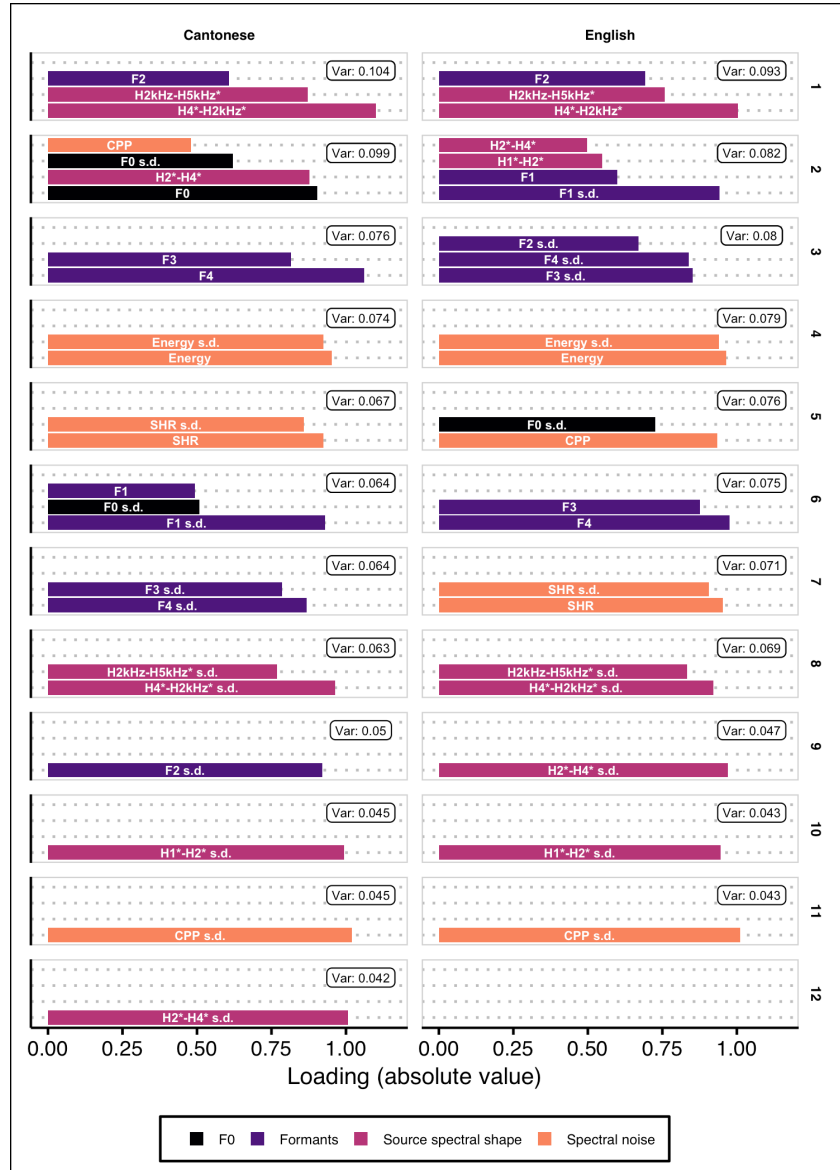 Cantonese English
Var: 0.104
F2
H2kHz-H5kHz*
H4*-H2kHz*
Var: 0.093
F2
H2kHz-H5kHz*
H4*-H2kHz*
1
Var: 0.099
CPP
F0 s.d.
H2*-H4*
F0
Var: 0.082
H2*-H4*
H1*-H2*
F1
F1 s.d.
2
Var: 0.076
F3
F4
Var: 0.08
F2 s.d.
F4 s.d.
F3 s.d.
3
Var: 0.074
Energy s.d.
Energy
Var: 0.079
Energy s.d.
Energy
4
Var: 0.067
SHR s.d.
SHR
Var: 0.076
F0 s.d.
CPP
5
Var: 0.064
F1
F0 s.d.
F1 s.d.
Var: 0.075
F3
F4
6
Var: 0.064
F3 s.d.
F4 s.d.
Var: 0.071
SHR s.d.
SHR
7
Var: 0.063
H2kHz-H5kHz* s.d.
H4*-H2kHz* s.d.
Var: 0.069
H2kHz-H5kHz* s.d.
H4*-H2kHz* s.d.
8
Var: 0.05
F2 s.d.
Var: 0.047
H2*-H4* s.d.
9
Var: 0.045
H1*-H2* s.d.
Var: 0.043
H1*-H2* s.d.
10
Var: 0.045
CPP s.d.
Var: 0.043
CPP s.d.
11
Var: 0.042
H2*-H4* s.d.
12
0.00 0.25 0.50 0.75 1.00 0.00 0.25 0.50 0.75 1.00
Loading (absolute value)
F0 Formants Source spectral shape Spectral noise